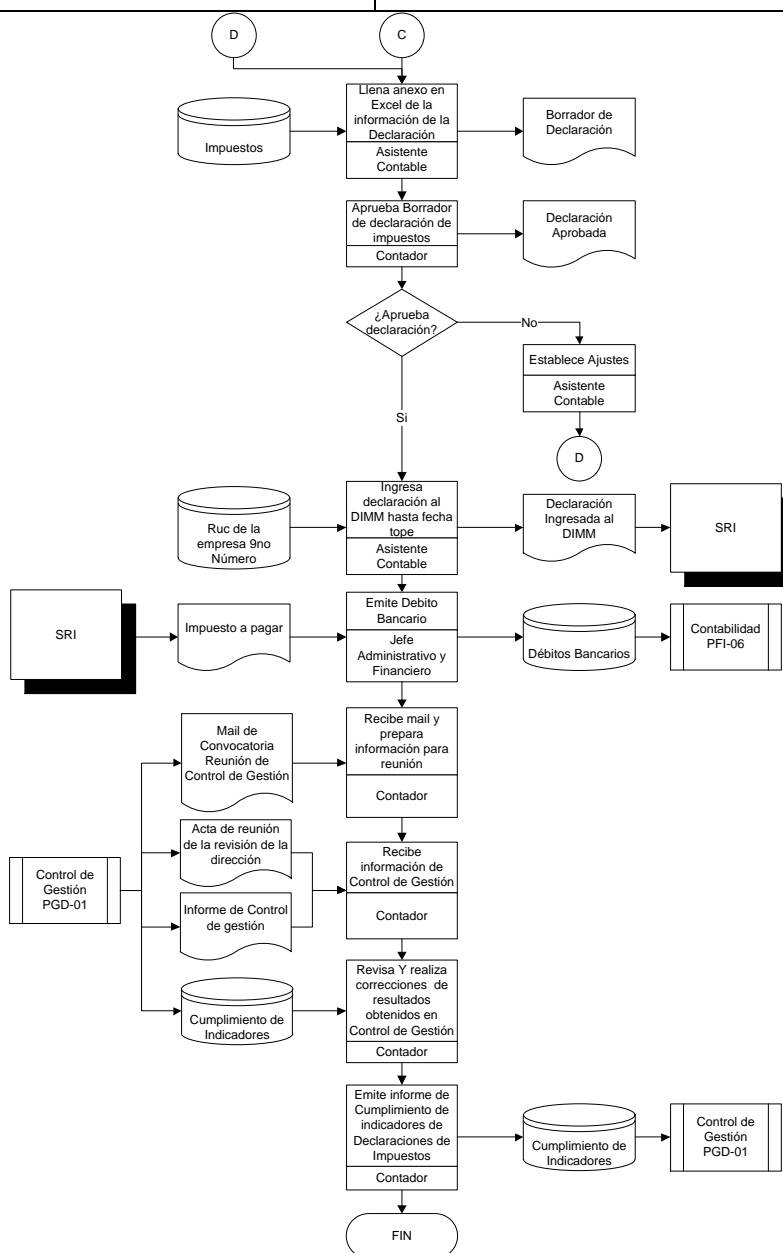 D
C
Llena anexo en
Excel de la
información de la
Declaración
Asistente
Contable
Impuestos
Borrador de
Declaración
Aprueba Borrador
de declaración de
impuestos
Contador
Declaración
Aprobada
¿Aprueba
declaración?
No
Establece Ajustes
Asistente
Contable
D
Si
Ingresa
declaración al
DIMM hasta fecha
tope
Asistente
Contable
Ruc de la
empresa 9no
Número
Declaración
Ingresada al
DIMM
SRI
SRI
Impuesto a pagar
Emite Debito
Bancario
Jefe
Administrativo y
Financiero
Débitos Bancarios
Contabilidad
PFI-06
Mail de
Convocatoria
Reunión de
Control de Gestión
Recibe mail y
prepara
información para
reunión
Contador
Control de
Gestión
PGD-01
Acta de reunión
de la revisión de la
dirección
Informe de Control
de gestión
Recibe
información de
Control de Gestión
Contador
Cumplimiento de
Indicadores
Revisa Y realiza
correcciones de
resultados
obtenidos en
Control de Gestión
Contador
Emite informe de
Cumplimiento de
indicadores de
Declaraciones de
Impuestos
Contador
Cumplimiento de
Indicadores
Control de
Gestión
PGD-01
FIN